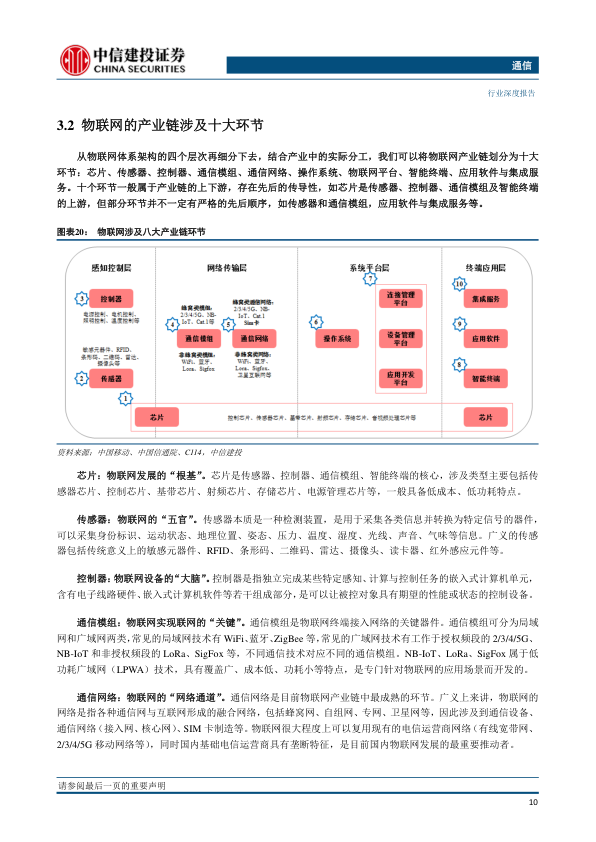 中信建投证券
CHINA SECURITIES
通信
行业深度报告
3.2 物联网的产业链涉及十大环节
从物联网体系架构的四个层次再细分下去，结合产业中的实际分工，我们可以将物联网产业链划分为十大
环节：芯片、传感器、控制器、通信模组、通信网络、操作系统、物联网平台、智能终端、应用软件与集成服
务。十个环节一般属于产业链的上下游，存在先后的传导性，如芯片是传感器、控制器、通信模组及智能终端
的上游，但部分环节并不一定有严格的先后顺序，如传感器和通信模组，应用软件与集成服务等。
图表20： 物联网涉及八大产业链环节
感知控制层
网络传输层
系统平台层
终端应用层
3
控制器
电源控制、电机控制、
照明控制、温度控制等
敏感元器件、RFID、
条形码、二维码、雷达、
摄像头等
2
传感器
1
芯片
蜂窝类模组：
2/3/4/5G、NB-
IoT、Cat.1等
4
通信模组
非蜂窝类模组：
WiFi、蓝牙、
Lora、Sigfox
蜂窝类通信网络：
2/3/4/5G、NB-
IoT、Cat.1
Sim卡
5
通信网络
非蜂窝类网络：
WiFi、蓝牙、
Lora、Sigfox、
卫星互联网等
6
操作系统
7
连接管理
平台
设备管理
平台
应用开发
平台
10
集成服务
9
应用软件
8
智能终端
控制芯片、传感器芯片、基带芯片、射频芯片、存储芯片、音视频处理芯片等
芯片
资料来源：中国移动、中国信通院、C114，中信建投
芯片：物联网发展的“根基”。芯片是传感器、控制器、通信模组、智能终端的核心，涉及类型主要包括传
感器芯片、控制芯片、基带芯片、射频芯片、存储芯片、电源管理芯片等，一般具备低成本、低功耗特点。
传感器：物联网的“五官”。传感器本质是一种检测装置，是用于采集各类信息并转换为特定信号的器件，
可以采集身份标识、运动状态、地理位置、姿态、压力、温度、湿度、光线、声音、气味等信息。广义的传感
器包括传统意义上的敏感元器件、RFID、条形码、二维码、雷达、摄像头、读卡器、红外感应元件等。
控制器：物联网设备的“大脑”。控制器是指独立完成某些特定感知、计算与控制任务的嵌入式计算机单元，
含有电子线路硬件、嵌入式计算机软件等若干组成部分，是可以让被控对象具有期望的性能或状态的控制设备。
通信模组：物联网实现联网的“关键”。通信模组是物联网终端接入网络的关键器件。通信模组可分为局域
网和广域网两类，常见的局域网技术有 WiFi、蓝牙、ZigBee 等，常见的广域网技术有工作于授权频段的 2/3/4/5G、
NB-IoT 和非授权频段的 LoRa、SigFox 等，不同通信技术对应不同的通信模组。NB-IoT、LoRa、SigFox 属于低
功耗广域网（LPWA）技术，具有覆盖广、成本低、功耗小等特点，是专门针对物联网的应用场景而开发的。
通信网络：物联网的“网络通道”。通信网络是目前物联网产业链中最成熟的环节。广义上来讲，物联网的
网络是指各种通信网与互联网形成的融合网络，包括蜂窝网、自组网、专网、卫星网等，因此涉及到通信设备、
通信网络（接入网、核心网）、SIM 卡制造等。物联网很大程度上可以复用现有的电信运营商网络（有线宽带网、
2/3/4/5G 移动网络等），同时国内基础电信运营商具有垄断特征，是目前国内物联网发展的最重要推动者。
请参阅最后一页的重要声明
10